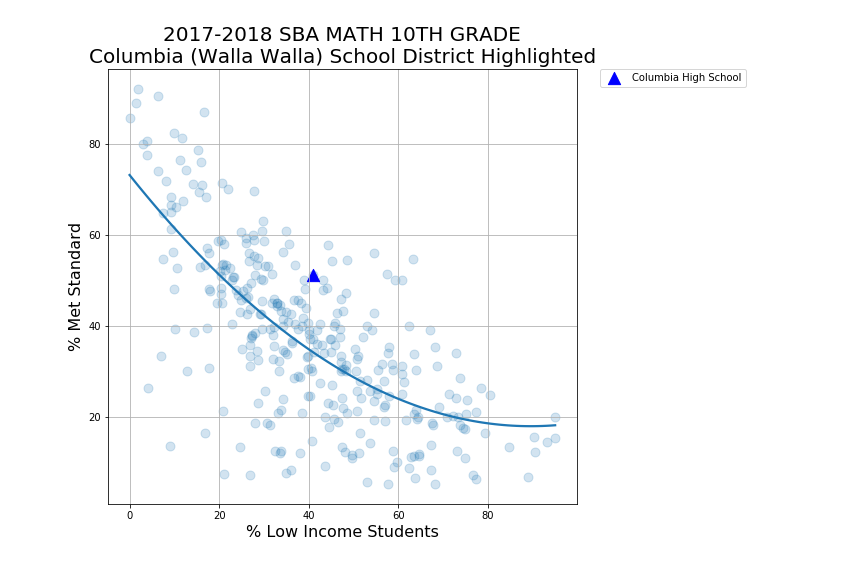 2017-2018 SBA MATH 10TH GRADE
Columbia (Walla Walla) School District Highlighted
Columbia High School
% Met Standard
80
60
40
20
0
20
40
60
80
% Low Income Students